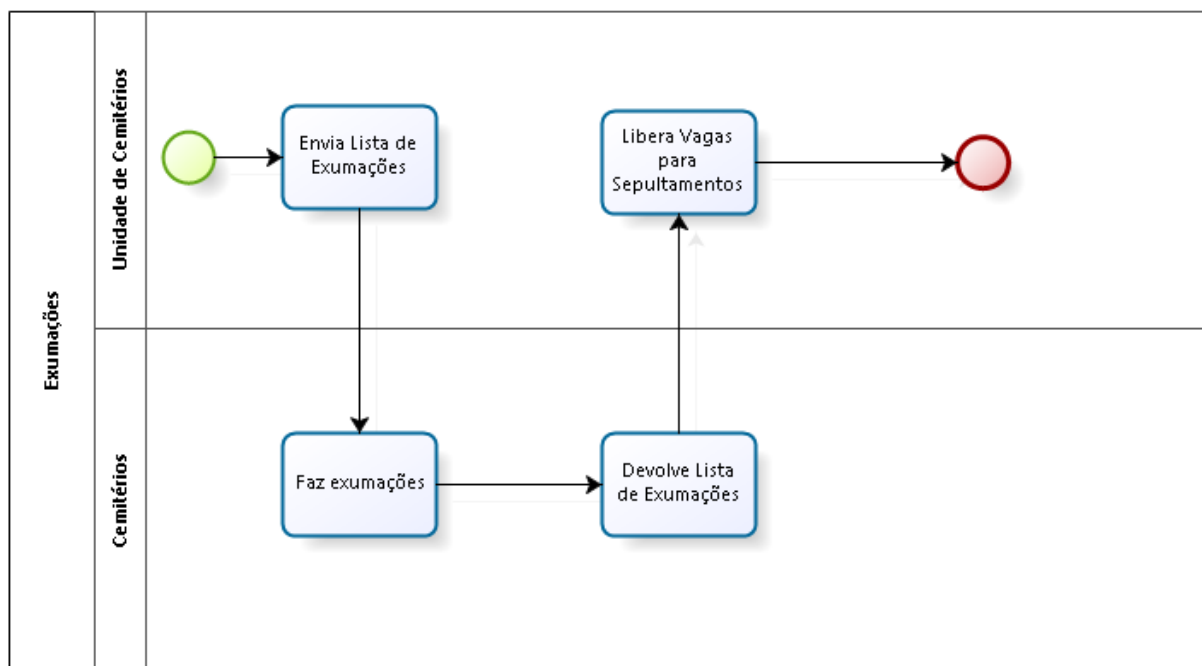 Exumações
Unidade de Cemitérios
Envia Lista de
Exumações
Libera Vagas
para
Sepultamentos
Cemitérios
Faz exumações
Devolve Lista
de Exumações